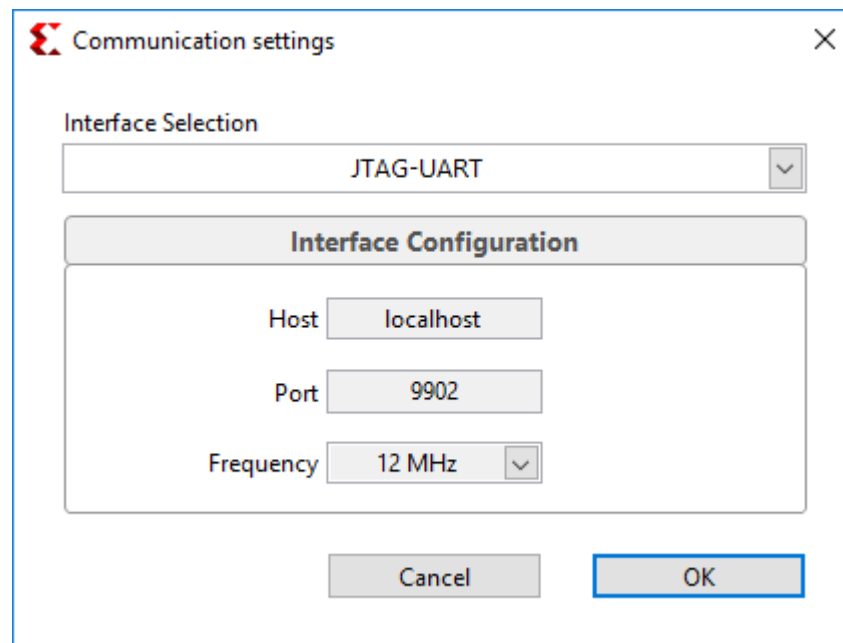 Communication settings
Interface Selection
JTAG-UART
Interface Configuration
Host localhost
Port 9902
Frequency 12 MHz
Cancel OK